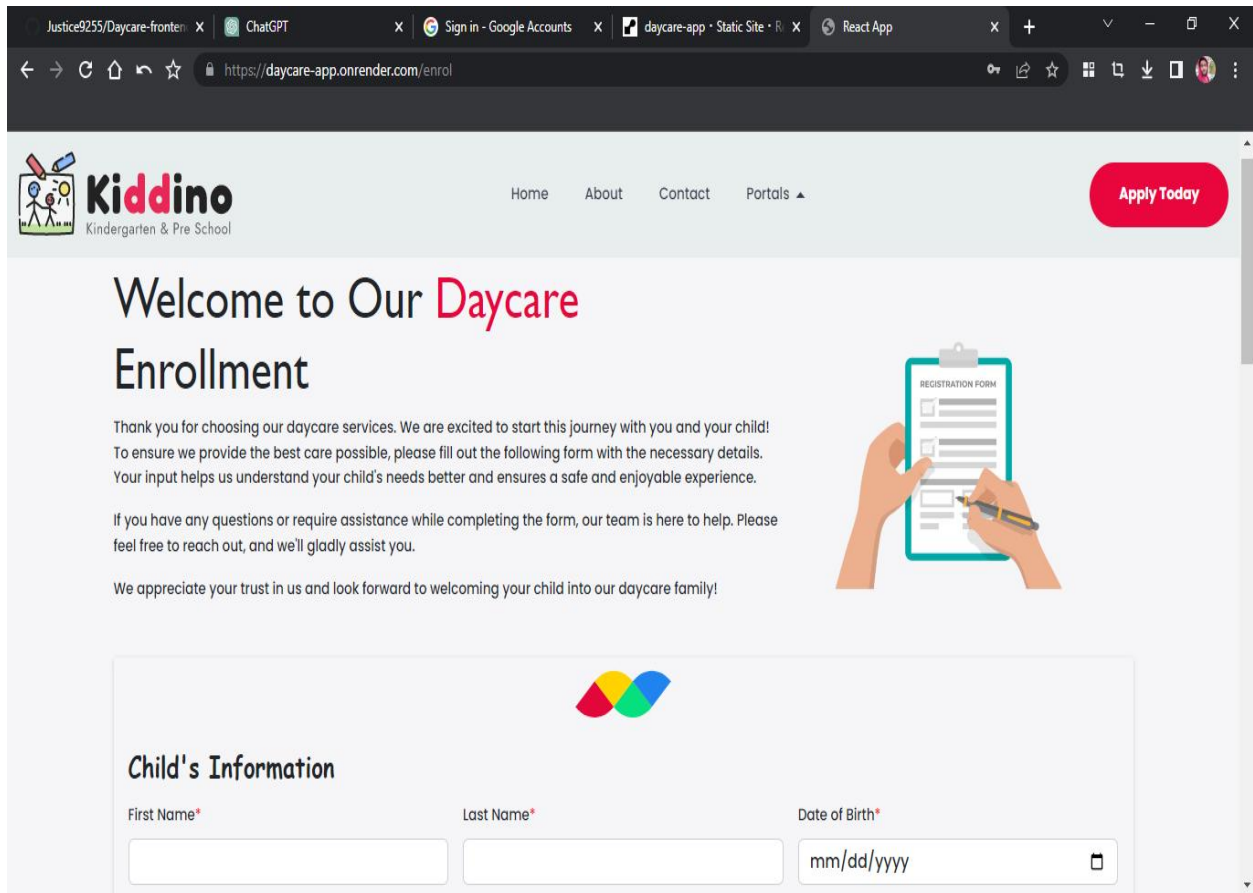 Justice9255/Daycare-fronten
ChatGPT
Sign in - Google Accounts
daycare-app · Static Site · R
React App
https://daycare-app.onrender.com/enrol
Kiddino
Kindergarten & Pre School
Home About Contact Portals
Apply Today
Welcome to Our Daycare
Enrollment
Thank you for choosing our daycare services. We are excited to start this journey with you and your child!
To ensure we provide the best care possible, please fill out the following form with the necessary details.
Your input helps us understand your child's needs better and ensures a safe and enjoyable experience.
If you have any questions or require assistance while completing the form, our team is here to help. Please
feel free to reach out, and we'll gladly assist you.
We appreciate your trust in us and look forward to welcoming your child into our daycare family!
REGISTRATION FORM
Child's Information
First Name* Last Name* Date of Birth*
mm/dd/yyyy